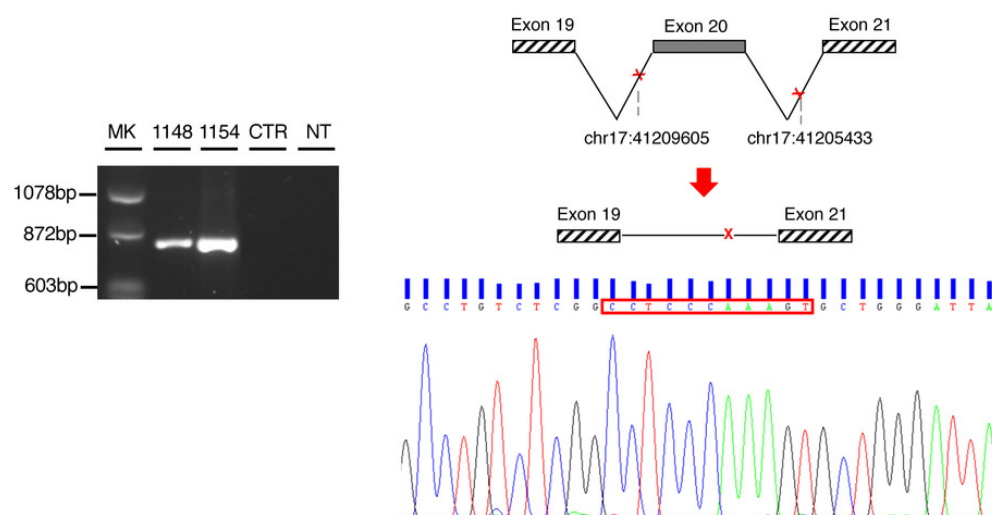 MK 1148 1154 CTR NT
1078bp
872bp
603bp
Exon 19 Exon 20 Exon 21
X X
chr17:41209605 chr17:41205433
Exon 19 Exon 21
X
G C C T G T C T C G G C C T C C C A A A G T G C T G G G A T T A